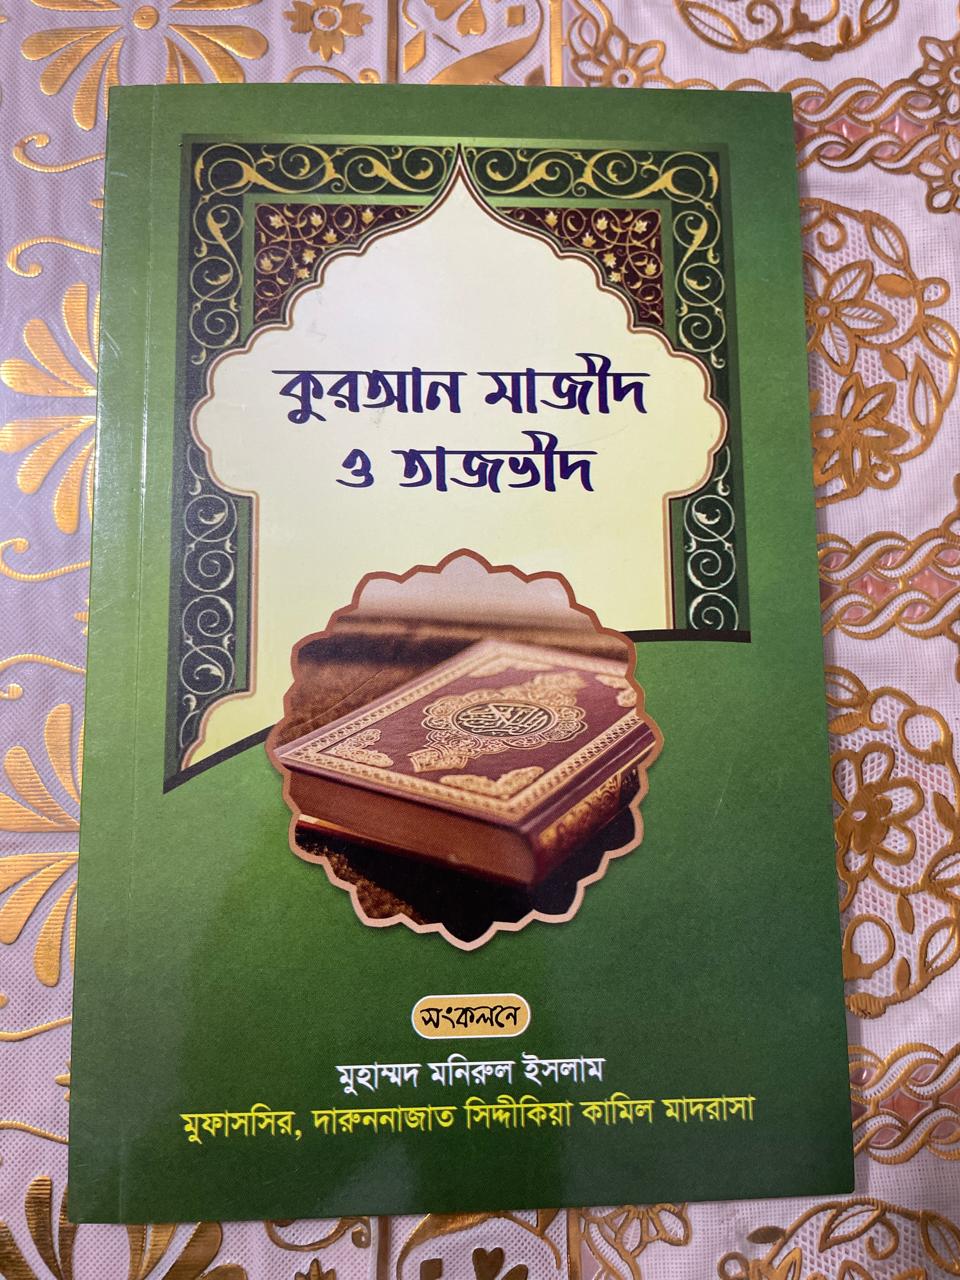 কুরআন মাজীদ
ও তাজভীদ
সংকলনে
মুহাম্মদ মনিরুল ইসলাম
মুফাসসির, দারুননাজাত সিদ্দীকিয়া কামিল মাদরাসা